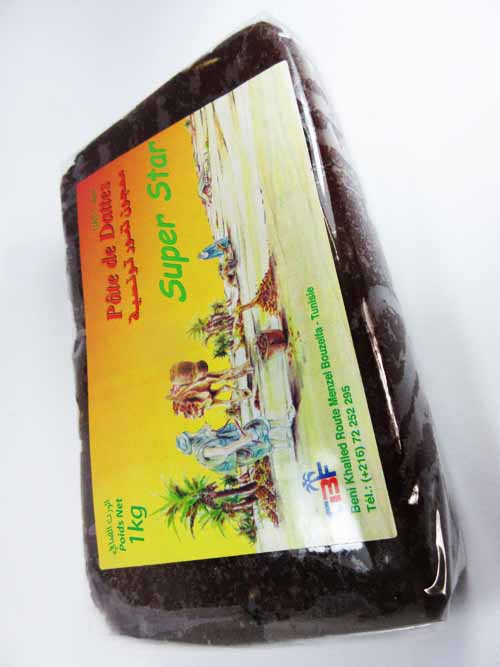 Pâte de Dattes
معجون تمور تونسية
Super Star
الوزن الصافي
Poids Net
1kg
Beni Khalled Route Menzel Bouzelfa - Tunisie
Tél.: (+216) 72 252 295